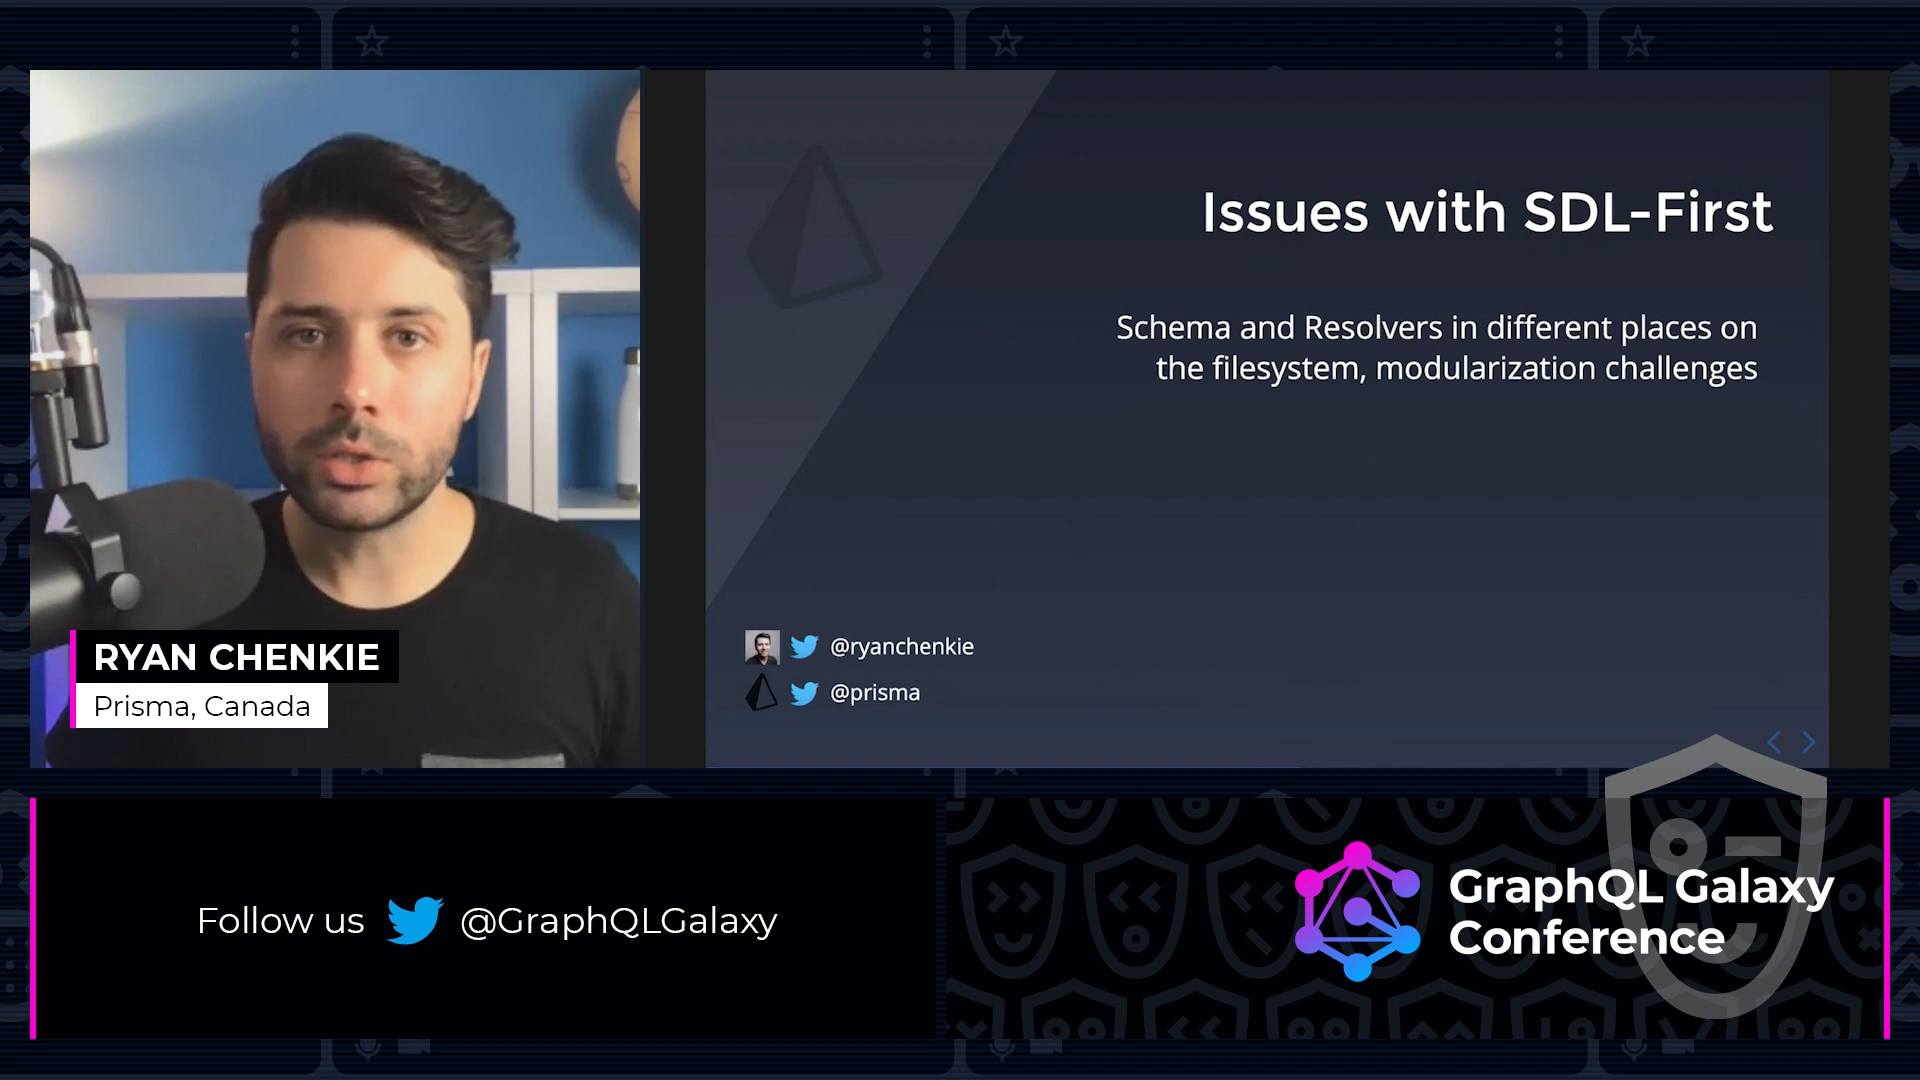 Issues with SDL-First
Schema and Resolvers in different places on
the filesystem, modularization challenges
@ryanchenkie
@prisma
RYAN CHENKIE
Prisma, Canada
Follow us @GraphQLGalaxy
GraphQL Galaxy
Conference